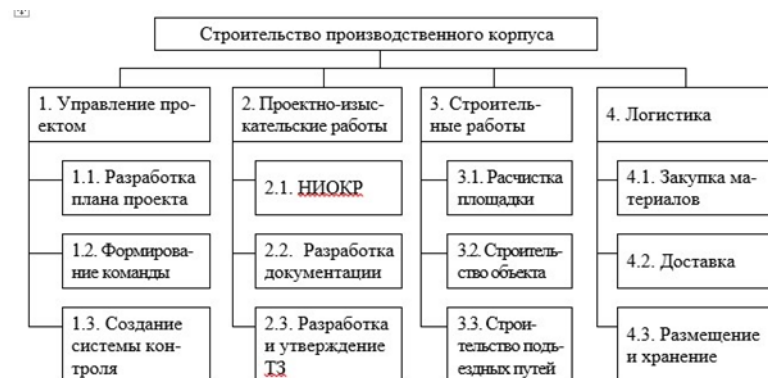 Строительство производственного корпуса
1. Управление про-
ектом
1.1. Разработка
плана проекта
1.2. Формирова-
ние команды
1.3. Создание
системы кон-
троля
2. Проектно-изыс-
кательские работы
2.1. НИОКР
2.2. Разработка
документации
2.3. Разработка
и утверждение
ТЗ
3. Строитель-
ные работы
3.1. Расчистка
площадки
3.2. Строитель-
ство объекта
3.3. Строи-
тельство подъ-
ездных путей
4. Логистика
4.1. Закупка ма-
териалов
4.2. Доставка
4.3. Размещение
и хранение